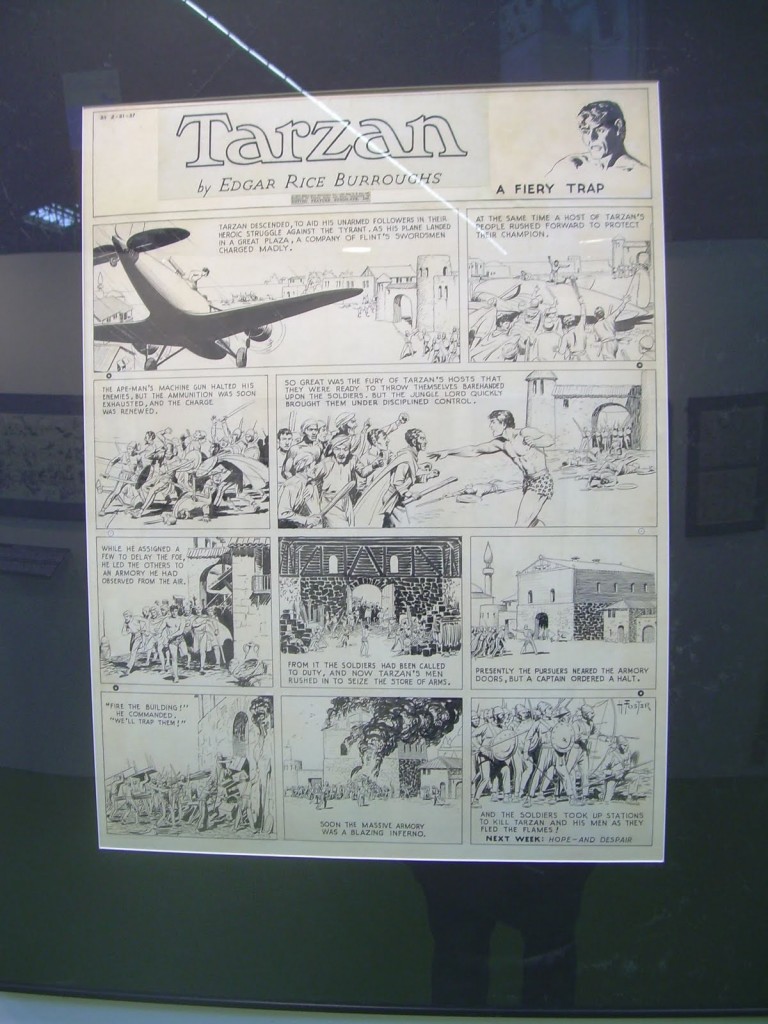 Tarzan
by EDGAR RICE BURROUGHS
A FIERY TRAP
TARZAN DESCENDED, TO AID HIS UNARMED FOLLOWERS IN THEIR
HEROIC STRUGGLE AGAINST THE TYRANT. AS HIS PLANE LANDED
IN A GREAT PLAZA, A COMPANY OF FLINT'S SWORDSMEN
CHARGED MADLY.
AT THE SAME TIME A HOST OF TARZAN'S
PEOPLE RUSHED FORWARD TO PROTECT
THEIR CHAMPION.
THE APE-MAN'S MACHINE GUN HALTED HIS
ENEMIES, BUT THE AMMUNITION WAS SOON
EXHAUSTED, AND THE CHARGE
WAS RENEWED.
SO GREAT WAS THE FURY OF TARZAN'S HOSTS THAT
THEY WERE READY TO THROW THEMSELVES BAREHANDED
UPON THE SOLDIERS. BUT THE JUNGLE LORD QUICKLY
BROUGHT THEM UNDER DISCIPLINED CONTROL.
WHILE HE ASSIGNED A
FEW TO DELAY THE FOE,
HE LED THE OTHERS TO
AN ARMORY HE HAD
OBSERVED FROM THE AIR.
FROM IT THE SOLDIERS HAD BEEN CALLED
TO DUTY, AND NOW TARZAN'S MEN
RUSHED IN TO SEIZE THE STORE OF ARMS.
PRESENTLY THE PURSUERS NEARED THE ARMORY
DOORS, BUT A CAPTAIN ORDERED A HALT.
"FIRE THE BUILDING!"
HE COMMANDED.
"WE'LL TRAP THEM!"
SOON THE MASSIVE ARMORY
WAS A BLAZING INFERNO.
H FOSTER
AND THE SOLDIERS TOOK UP STATIONS
TO KILL TARZAN AND HIS MEN AS THEY
FLED THE FLAMES!
NEXT WEEK: HOPE—AND DESPAIR